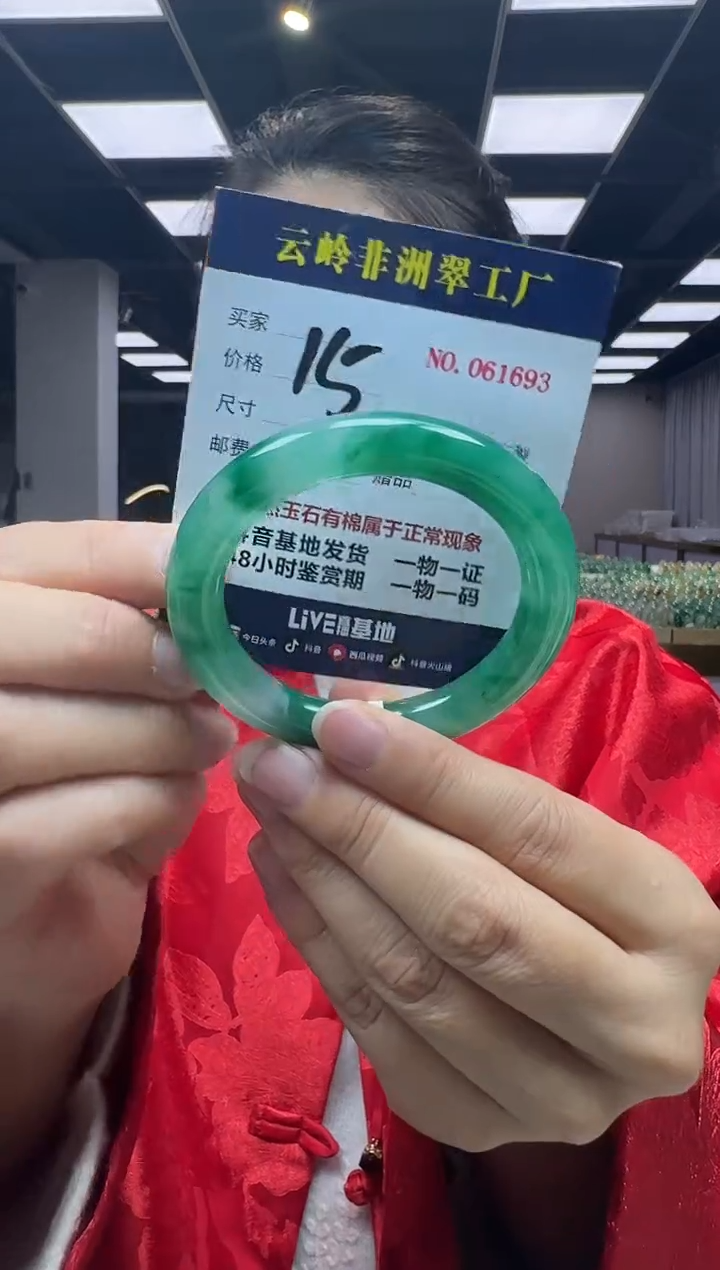 云岭非洲翠工厂
买家
价格 15 NO.061693
尺寸
邮费
赠品
玉石有棉属于正常现象
音基地发货 一物一证
48小时鉴赏期 一物一码
LiVE直播基地
今日头条 抖音 西瓜视频 抖音火山版